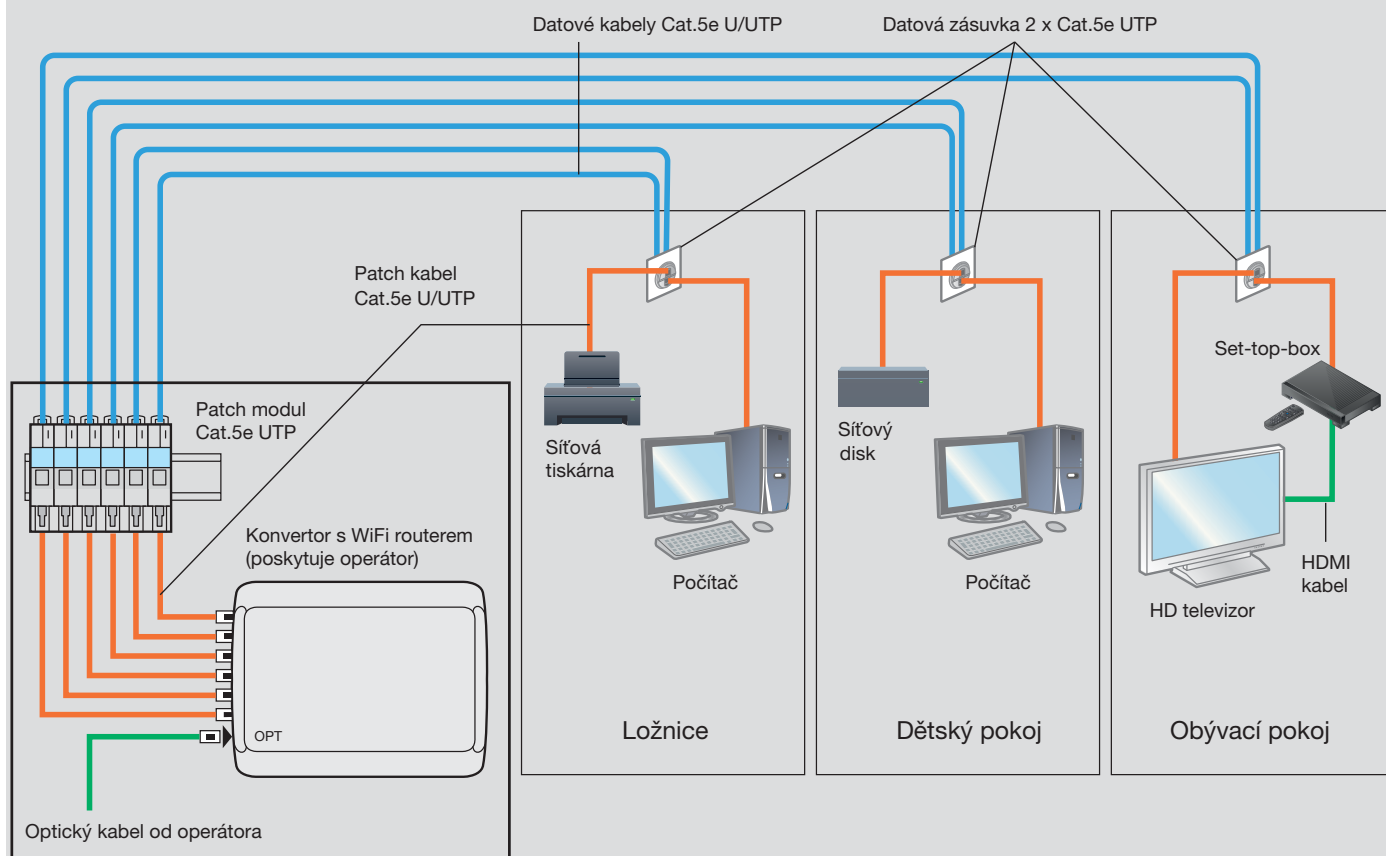 Datové kabely Cat.5e U/UTP
Datová zásuvka 2 x Cat.5e UTP
Patch kabel
Cat.5e U/UTP
Set-top-box
Patch modul
Cat.5e UTP
Síťová
tiskárna
Síťový
disk
Konvertor s WiFi routerem
(poskytuje operátor)
Počítač
Počítač
HDMI
kabel
HD televizor
OPT
Ložnice
Dětský pokoj
Obývací pokoj
Optický kabel od operátora